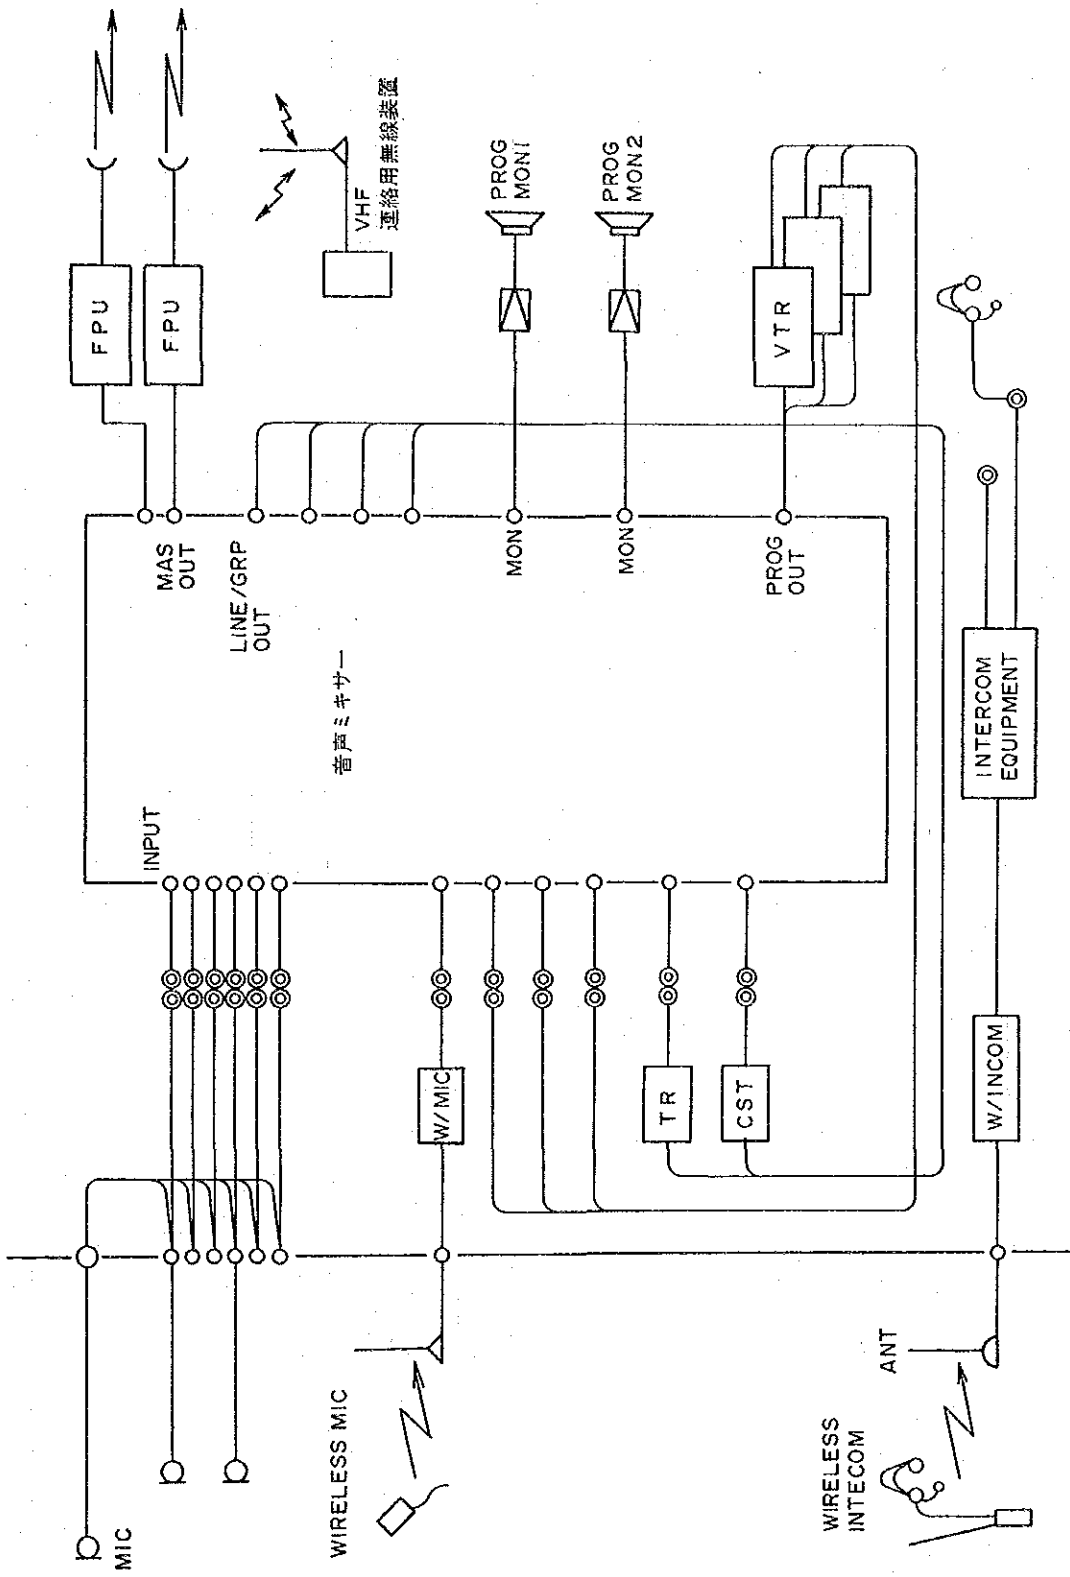 MIC
WIRELESS MIC
WIRELESS
INTECOM
ANT
W/MIC
TR
CST
W/INCOM
INPUT
音声ミキサー
MAS
OUT
LINE/GRP
OUT
MON
MON
PROG
OUT
INTERCOM
EQUIPMENT
FPU
FPU
VHF
連絡用無線装置
PROG
MON1
PROG
MON2
VTR